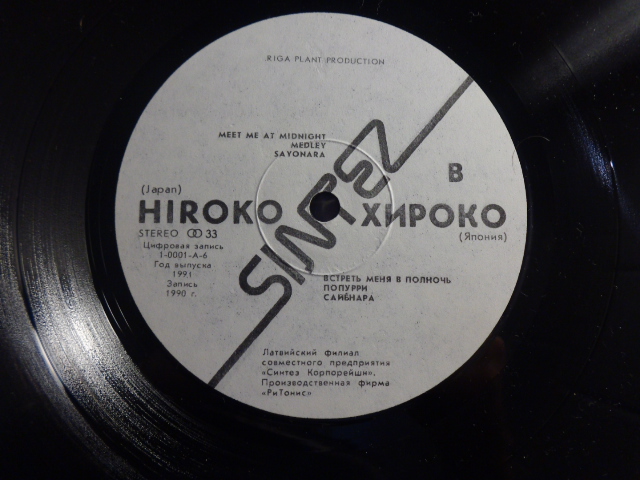 RIGA PLANT PRODUCTION
MEET ME AT MIDNIGHT
MEDLEY
SAYONARA
B
(Japan)
HIROKO
ХИРОКО
STEREO 33
(Япония)
Цифровая запись
1-0001-A-6
Год выпуска
1991
Запись
1990 г.
SINTEZ
ВСТРЕТЬ МЕНЯ В ПОЛНОЧЬ
ПОПУРРИ
САЙОНАРА
Латвийский филиал
совместного предприятия
«Синтез Корпорейшн».
Производственная фирма
«РиТонис»